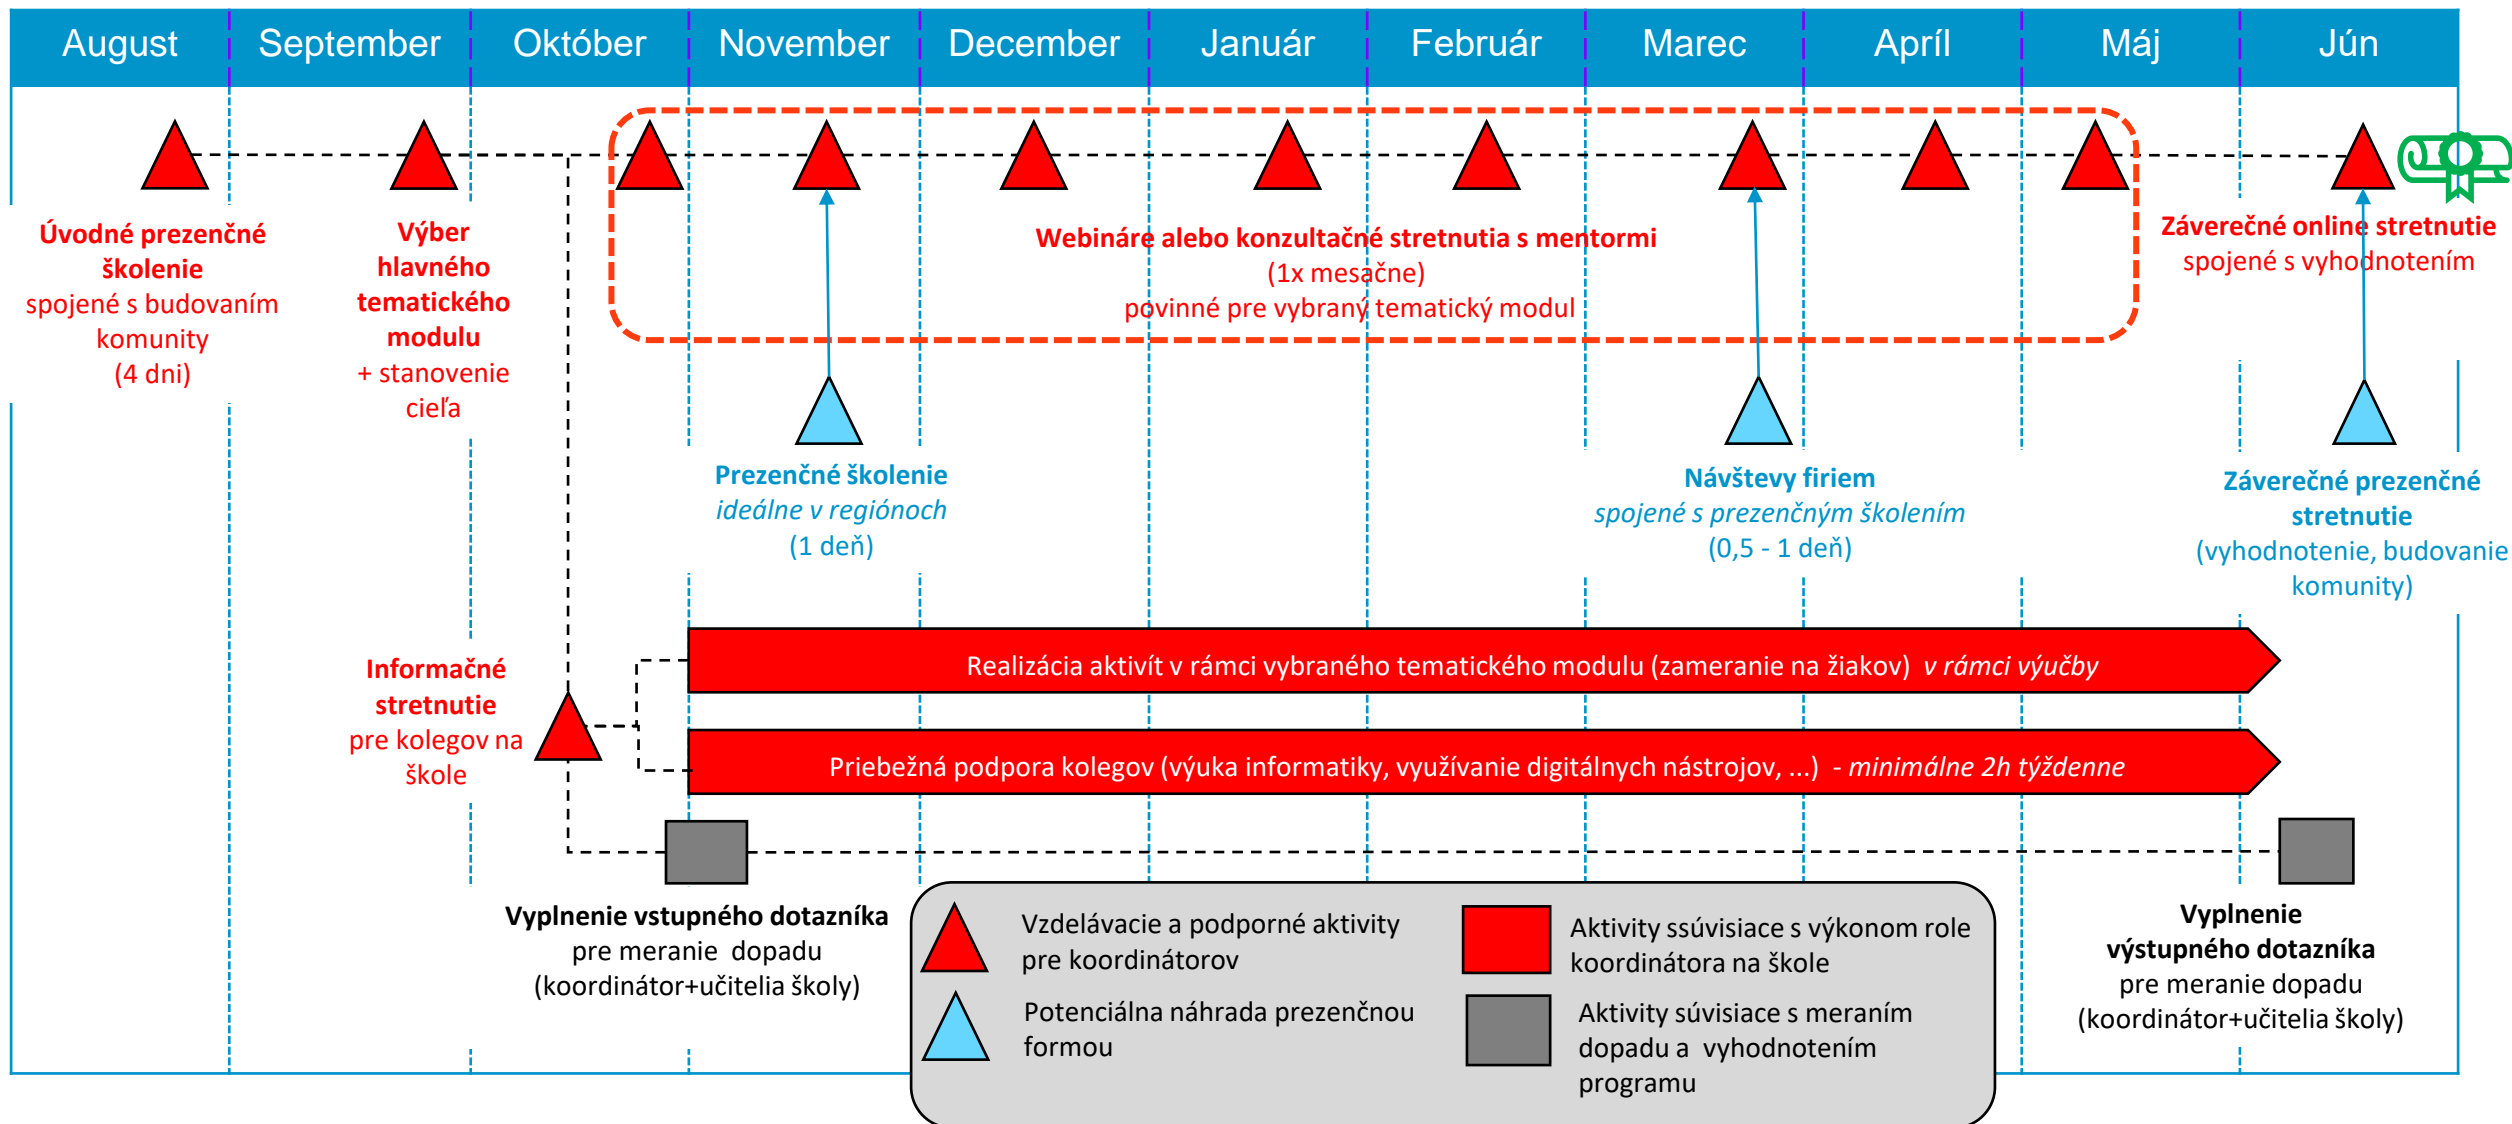 August
September
Október
November
December
Január
Február
Marec
Apríl
Máj
Jún
Úvodné prezenčné
školenie
spojené s budovaním
komunity
(4 dni)
Výber
hlavného
tematického
modulu
+ stanovenie
cieľa
Webináre alebo konzultačné stretnutia s mentormi
(1x mesačne)
povinné pre vybraný tematický modul
Záverečné online stretnutie
spojené s vyhodnotením
Prezenčné školenie
ideálne v regiónoch
(1 deň)
Návštevy firiem
spojené s prezenčným školením
(0,5 - 1 deň)
Záverečné prezenčné
stretnutie
(vyhodnotenie, budovanie
komunity)
Informačné
stretnutie
pre kolegov na
škole
Realizácia aktivít v rámci vybraného tematického modulu (zameranie na žiakov) v rámci výučby
Priebežná podpora kolegov (výuka informatiky, využívanie digitálnych nástrojov, ...) - minimálne 2h týždenne
Vyplnenie vstupného dotazníka
pre meranie dopadu
(koordinátor+učitelia školy)
Vyplnenie
výstupného dotazníka
pre meranie dopadu
(koordinátor+učitelia školy)
Vzdelávacie a podporné aktivity
pre koordinátorov
Potenciálna náhrada prezenčnou
formou
Aktivity ssúvisiace s výkonom role
koordinátora na škole
Aktivity súvisiace s meraním
dopadu a vyhodnotením
programu